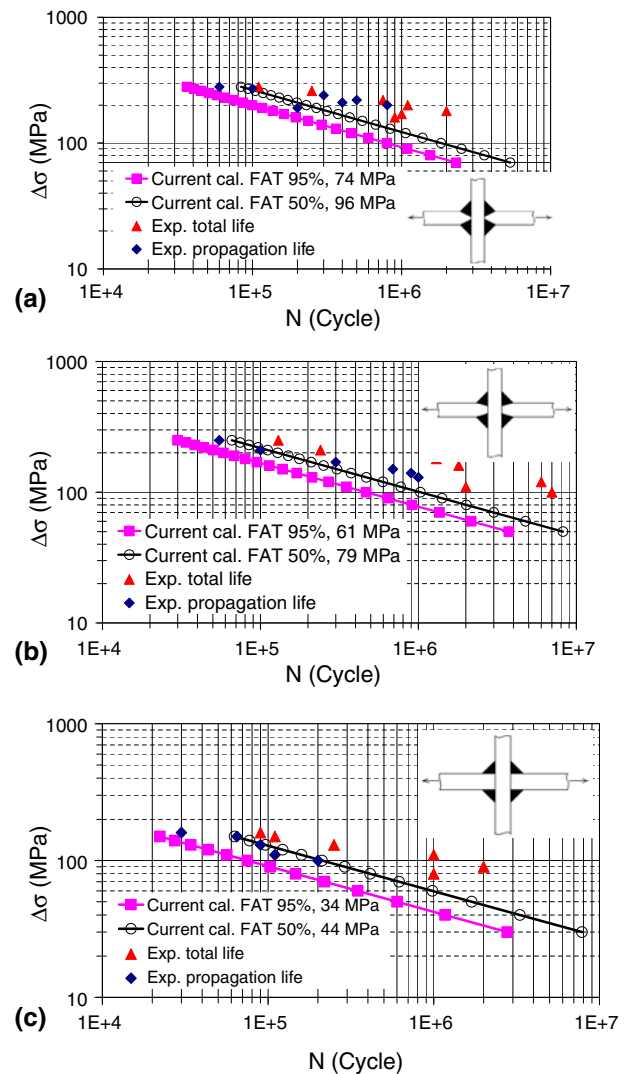 1000
100
10
Δσ (MPa)
Current cal. FAT 95%, 74 MPa
Current cal. FAT 50%, 96 MPa
Exp. total life
Exp. propagation life
1E+4 1E+5 1E+6 1E+7
(a)
N (Cycle)
1000
100
10
Δσ (MPa)
Current cal. FAT 95%, 61 MPa
Current cal. FAT 50%, 79 MPa
Exp. total life
Exp. propagation life
1E+4 1E+5 1E+6 1E+7
(b)
N (Cycle)
1000
100
10
Δσ (MPa)
Current cal. FAT 95%, 34 MPa
Current cal. FAT 50%, 44 MPa
Exp. total life
Exp. propagation life
1E+4 1E+5 1E+6 1E+7
(c)
N (Cycle)